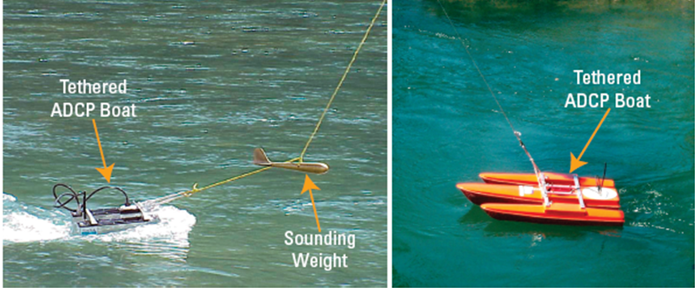 Tethered
ADCP Boat
Sounding
Weight
Tethered
ADCP Boat